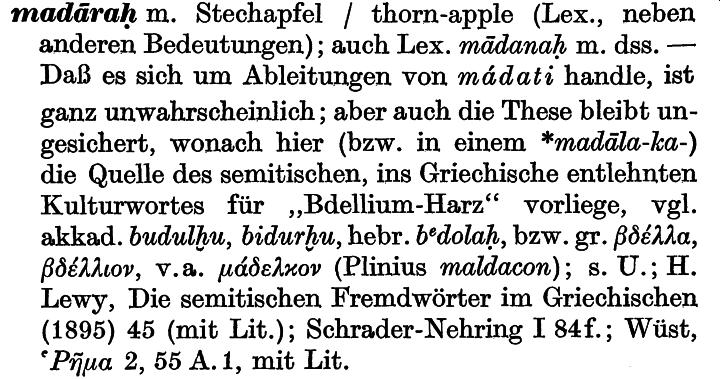 madāraḥ m. Stechapfel / thorn-apple (Lex., neben
anderen Bedeutungen); auch Lex. mādanaḥ m. dss. —
Daß es sich um Ableitungen von mádati handle, ist
ganz unwahrscheinlich; aber auch die These bleibt un-
gesichert, wonach hier (bzw. in einem *madāla-ka-)
die Quelle des semitischen, ins Griechische entlehnten
Kulturwortes für „Bdellium-Harz“ vorliege, vgl.
akkad. budulḫu, bidurḫu, hebr. bᵉdolaḥ, bzw. gr. βδέλλα,
βδέλλιον, v.a. μάδελκον (Plinius maldacon); s. U.; H.
Lewy, Die semitischen Fremdwörter im Griechischen
(1895) 45 (mit Lit.); Schrader-Nehring I 84f.; Wüst,
Ῥῆμα 2, 55 A. 1, mit Lit.